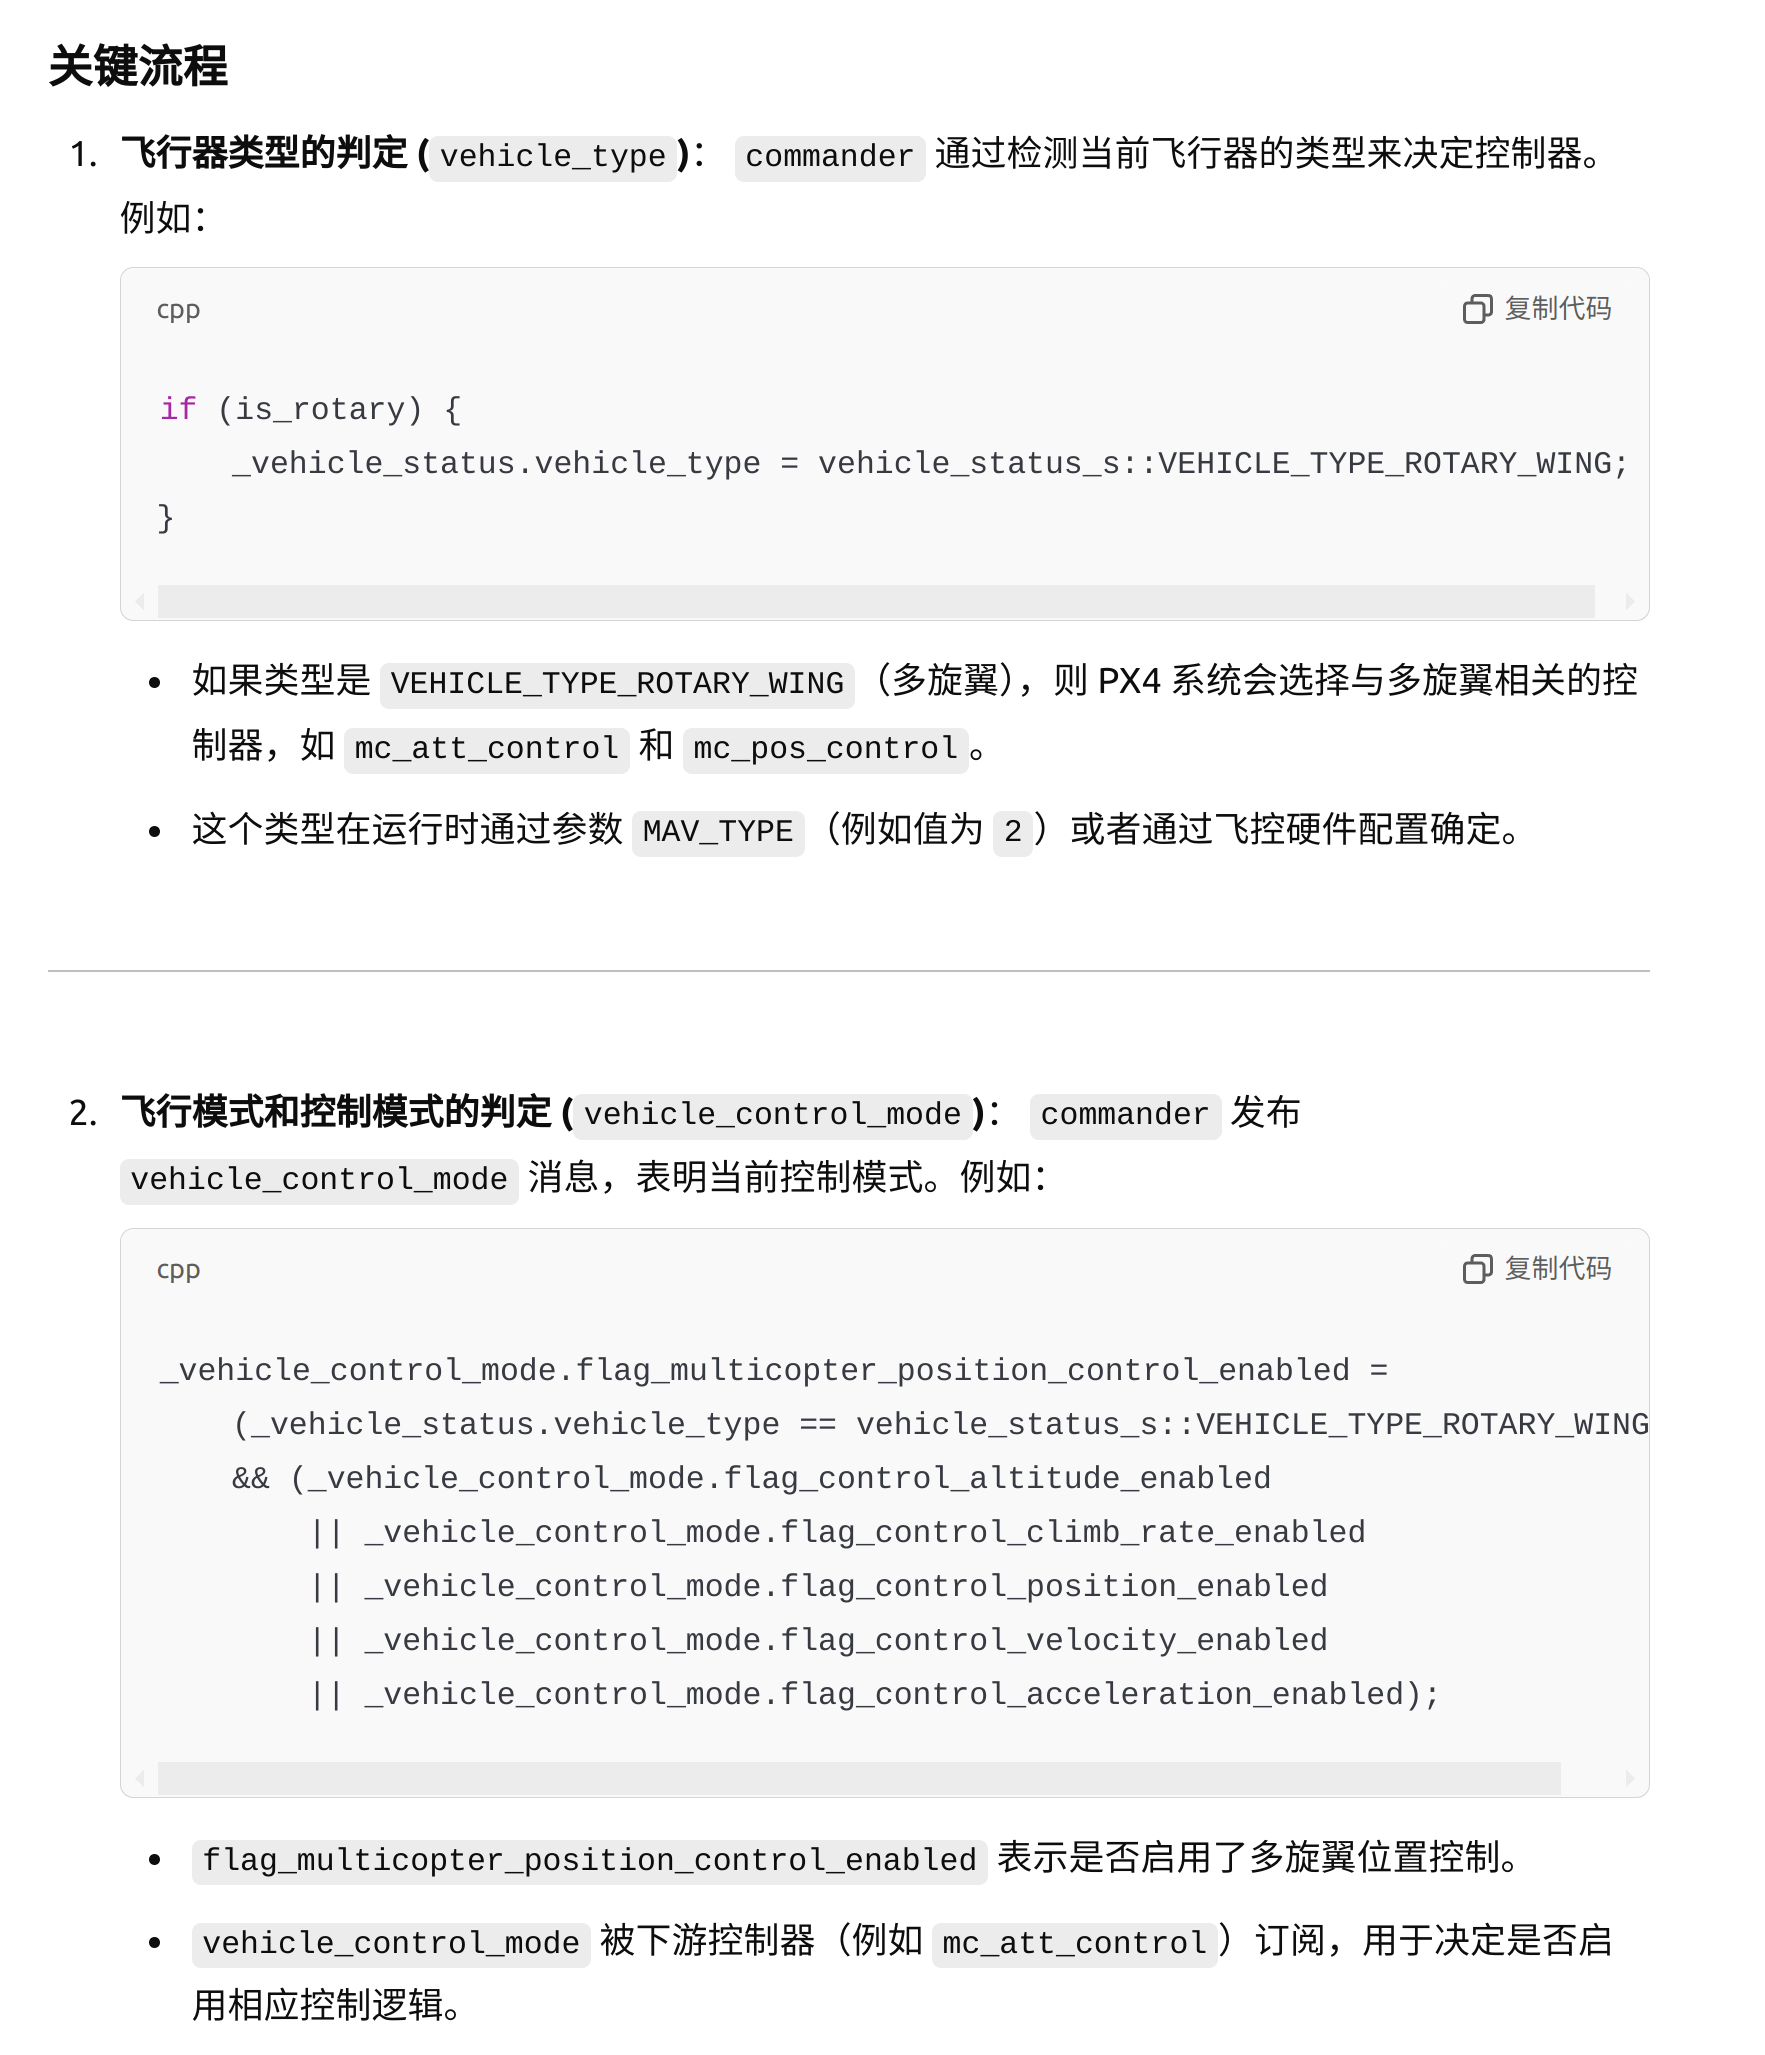 关键流程
1. 飞行器类型的判定 (vehicle_type)： commander 通过检测当前飞行器的类型来决定控制器。
例如：
cpp
复制代码
if (is_rotary) {
    _vehicle_status.vehicle_type = vehicle_status_s::VEHICLE_TYPE_ROTARY_WING;
}
• 如果类型是 VEHICLE_TYPE_ROTARY_WING（多旋翼），则 PX4 系统会选择与多旋翼相关的控
制器，如 mc_att_control 和 mc_pos_control。
• 这个类型在运行时通过参数 MAV_TYPE（例如值为 2）或者通过飞控硬件配置确定。
2. 飞行模式和控制模式的判定 (vehicle_control_mode)： commander 发布
vehicle_control_mode 消息，表明当前控制模式。例如：
cpp
复制代码
_vehicle_control_mode.flag_multicopter_position_control_enabled =
    (_vehicle_status.vehicle_type == vehicle_status_s::VEHICLE_TYPE_ROTARY_WING
    && (_vehicle_control_mode.flag_control_altitude_enabled
        || _vehicle_control_mode.flag_control_climb_rate_enabled
        || _vehicle_control_mode.flag_control_position_enabled
        || _vehicle_control_mode.flag_control_velocity_enabled
        || _vehicle_control_mode.flag_control_acceleration_enabled);
• flag_multicopter_position_control_enabled 表示是否启用了多旋翼位置控制。
• vehicle_control_mode 被下游控制器（例如 mc_att_control）订阅，用于决定是否启
用相应控制逻辑。